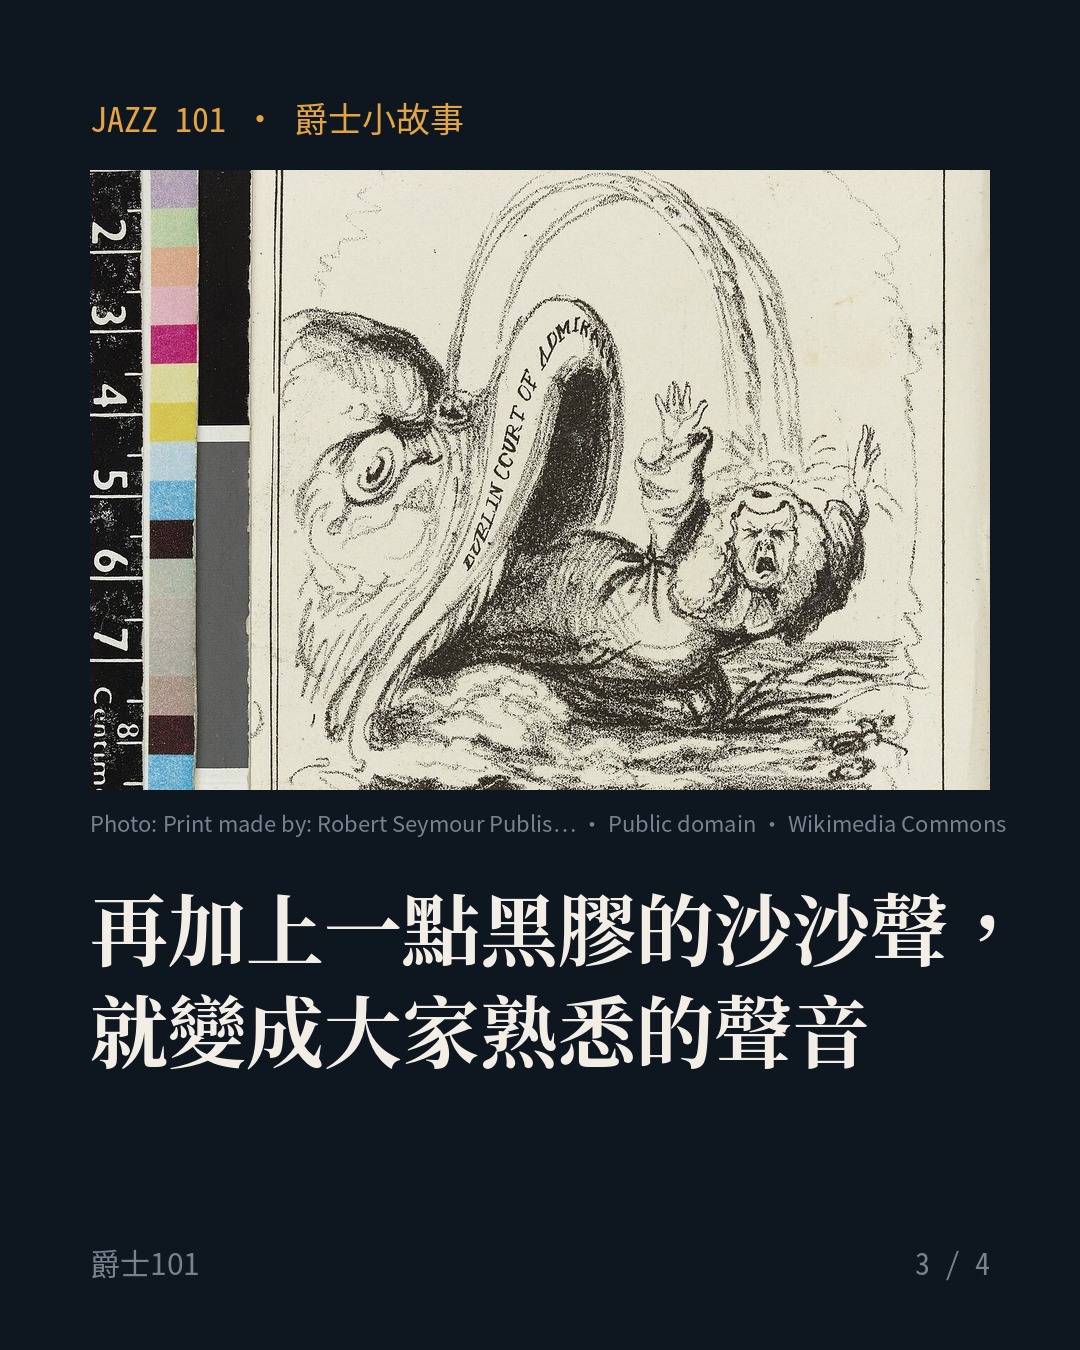 JAZZ 101 · 爵士小故事
2
3
4
5
6
7
8
Centim
DUBLIN COURT OF ADMIRA
Photo: Print made by: Robert Seymour Publis… · Public domain · Wikimedia Commons
再加上一點黑膠的沙沙聲，
就變成大家熟悉的聲音
爵士101
3 / 4